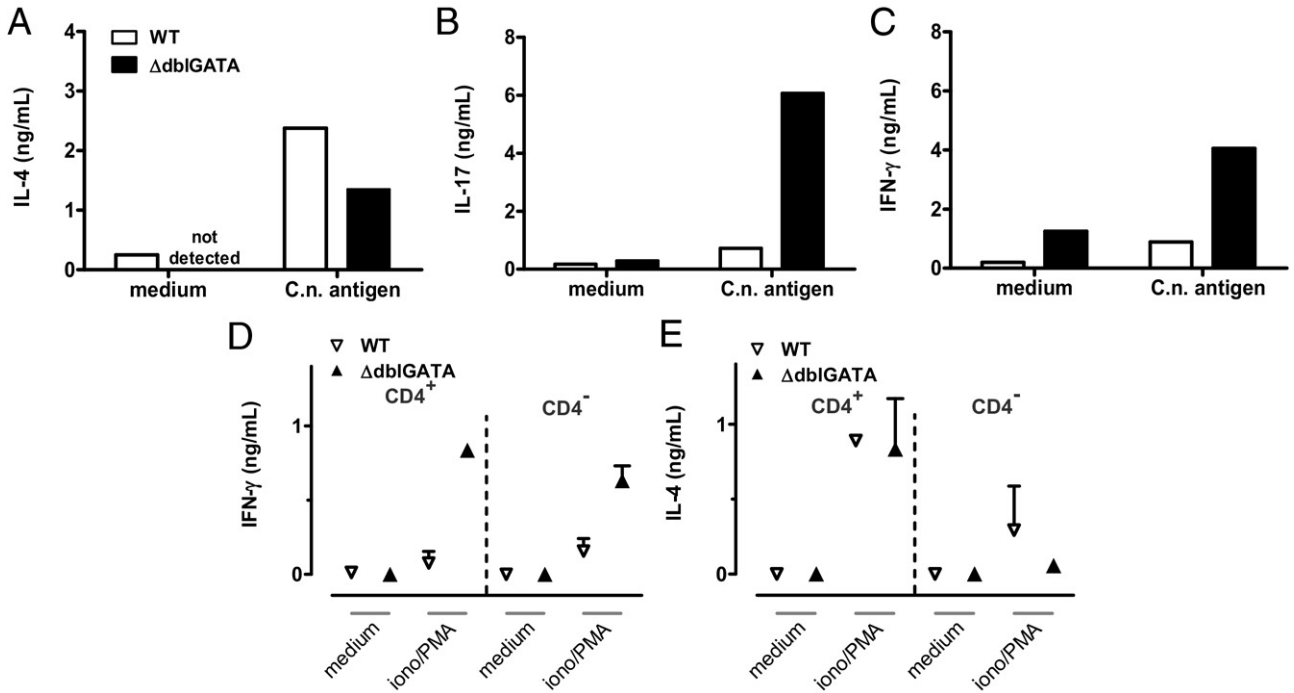 A
IL-4 (ng/mL)
4
3
2
1
0
WT
ΔdblGATA
not
detected
medium
C.n. antigen
B
IL-17 (ng/mL)
8
6
4
2
0
medium
C.n. antigen
C
IFN-γ (ng/mL)
8
6
4
2
0
medium
C.n. antigen
D
WT
ΔdblGATA
CD4+
CD4-
IFN-γ (ng/mL)
1
0
medium
iono/PMA
medium
iono/PMA
E
WT
ΔdblGATA
CD4+
CD4-
IL-4 (ng/mL)
1
0
medium
iono/PMA
medium
iono/PMA